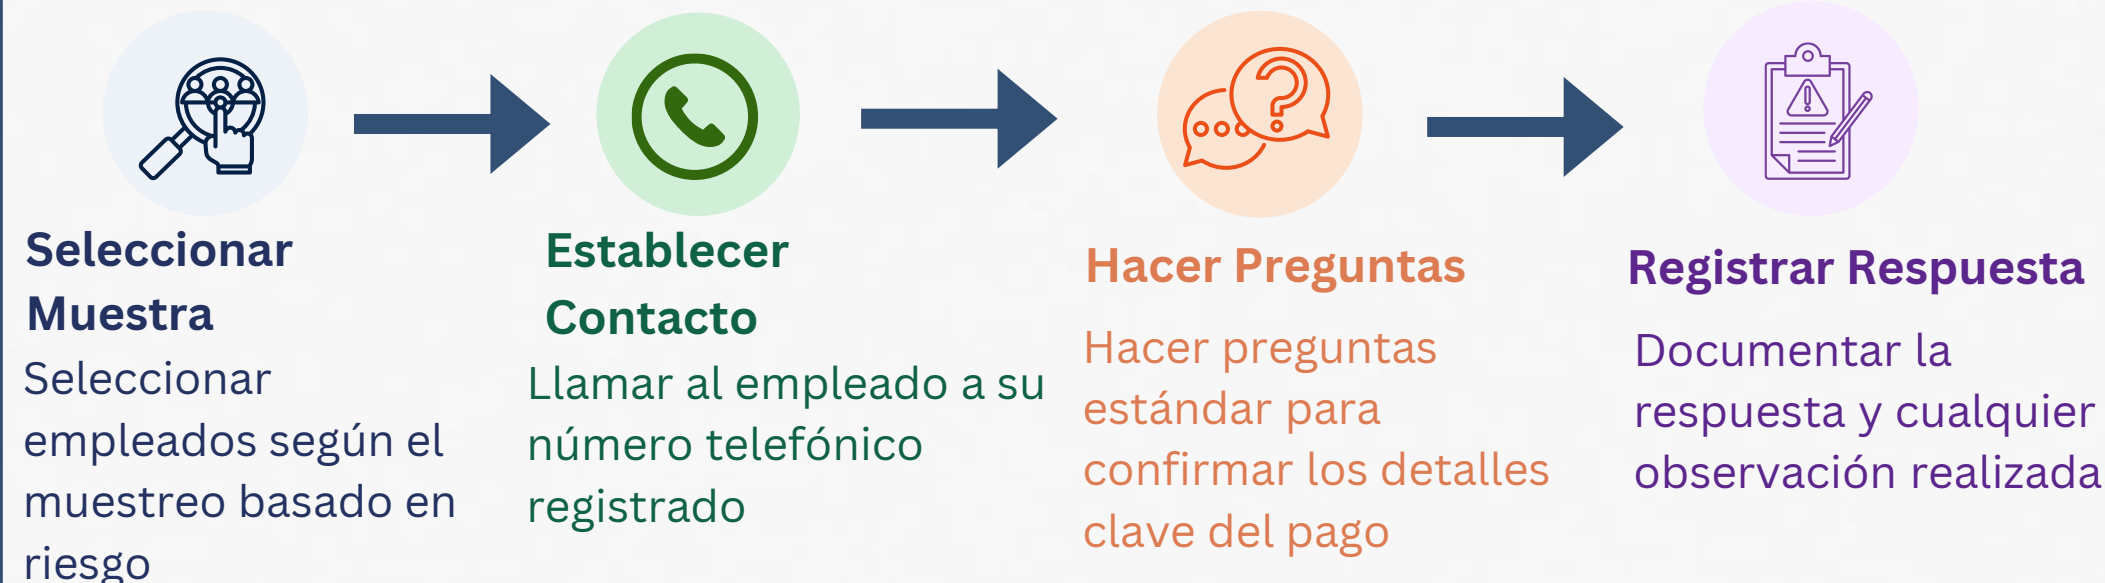 Seleccionar
Muestra
Seleccionar
empleados según el
muestreo basado en
riesgo
Establecer
Contacto
Llamar al empleado a su
número telefónico
registrado
Hacer Preguntas
Hacer preguntas
estándar para
confirmar los detalles
clave del pago
Registrar Respuesta
Documentar la
respuesta y cualquier
observación realizada